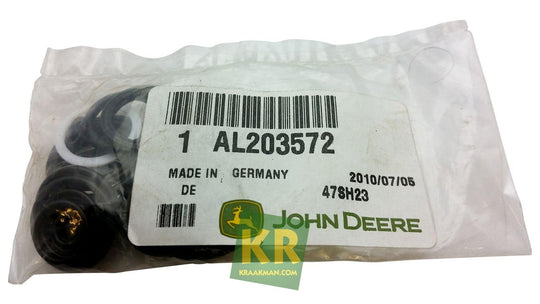 1 AL203572
MADE IN GERMANY 2010/07/05
DE 47SH23
JOHN DEERE
KR
KRAAKMAN.COM